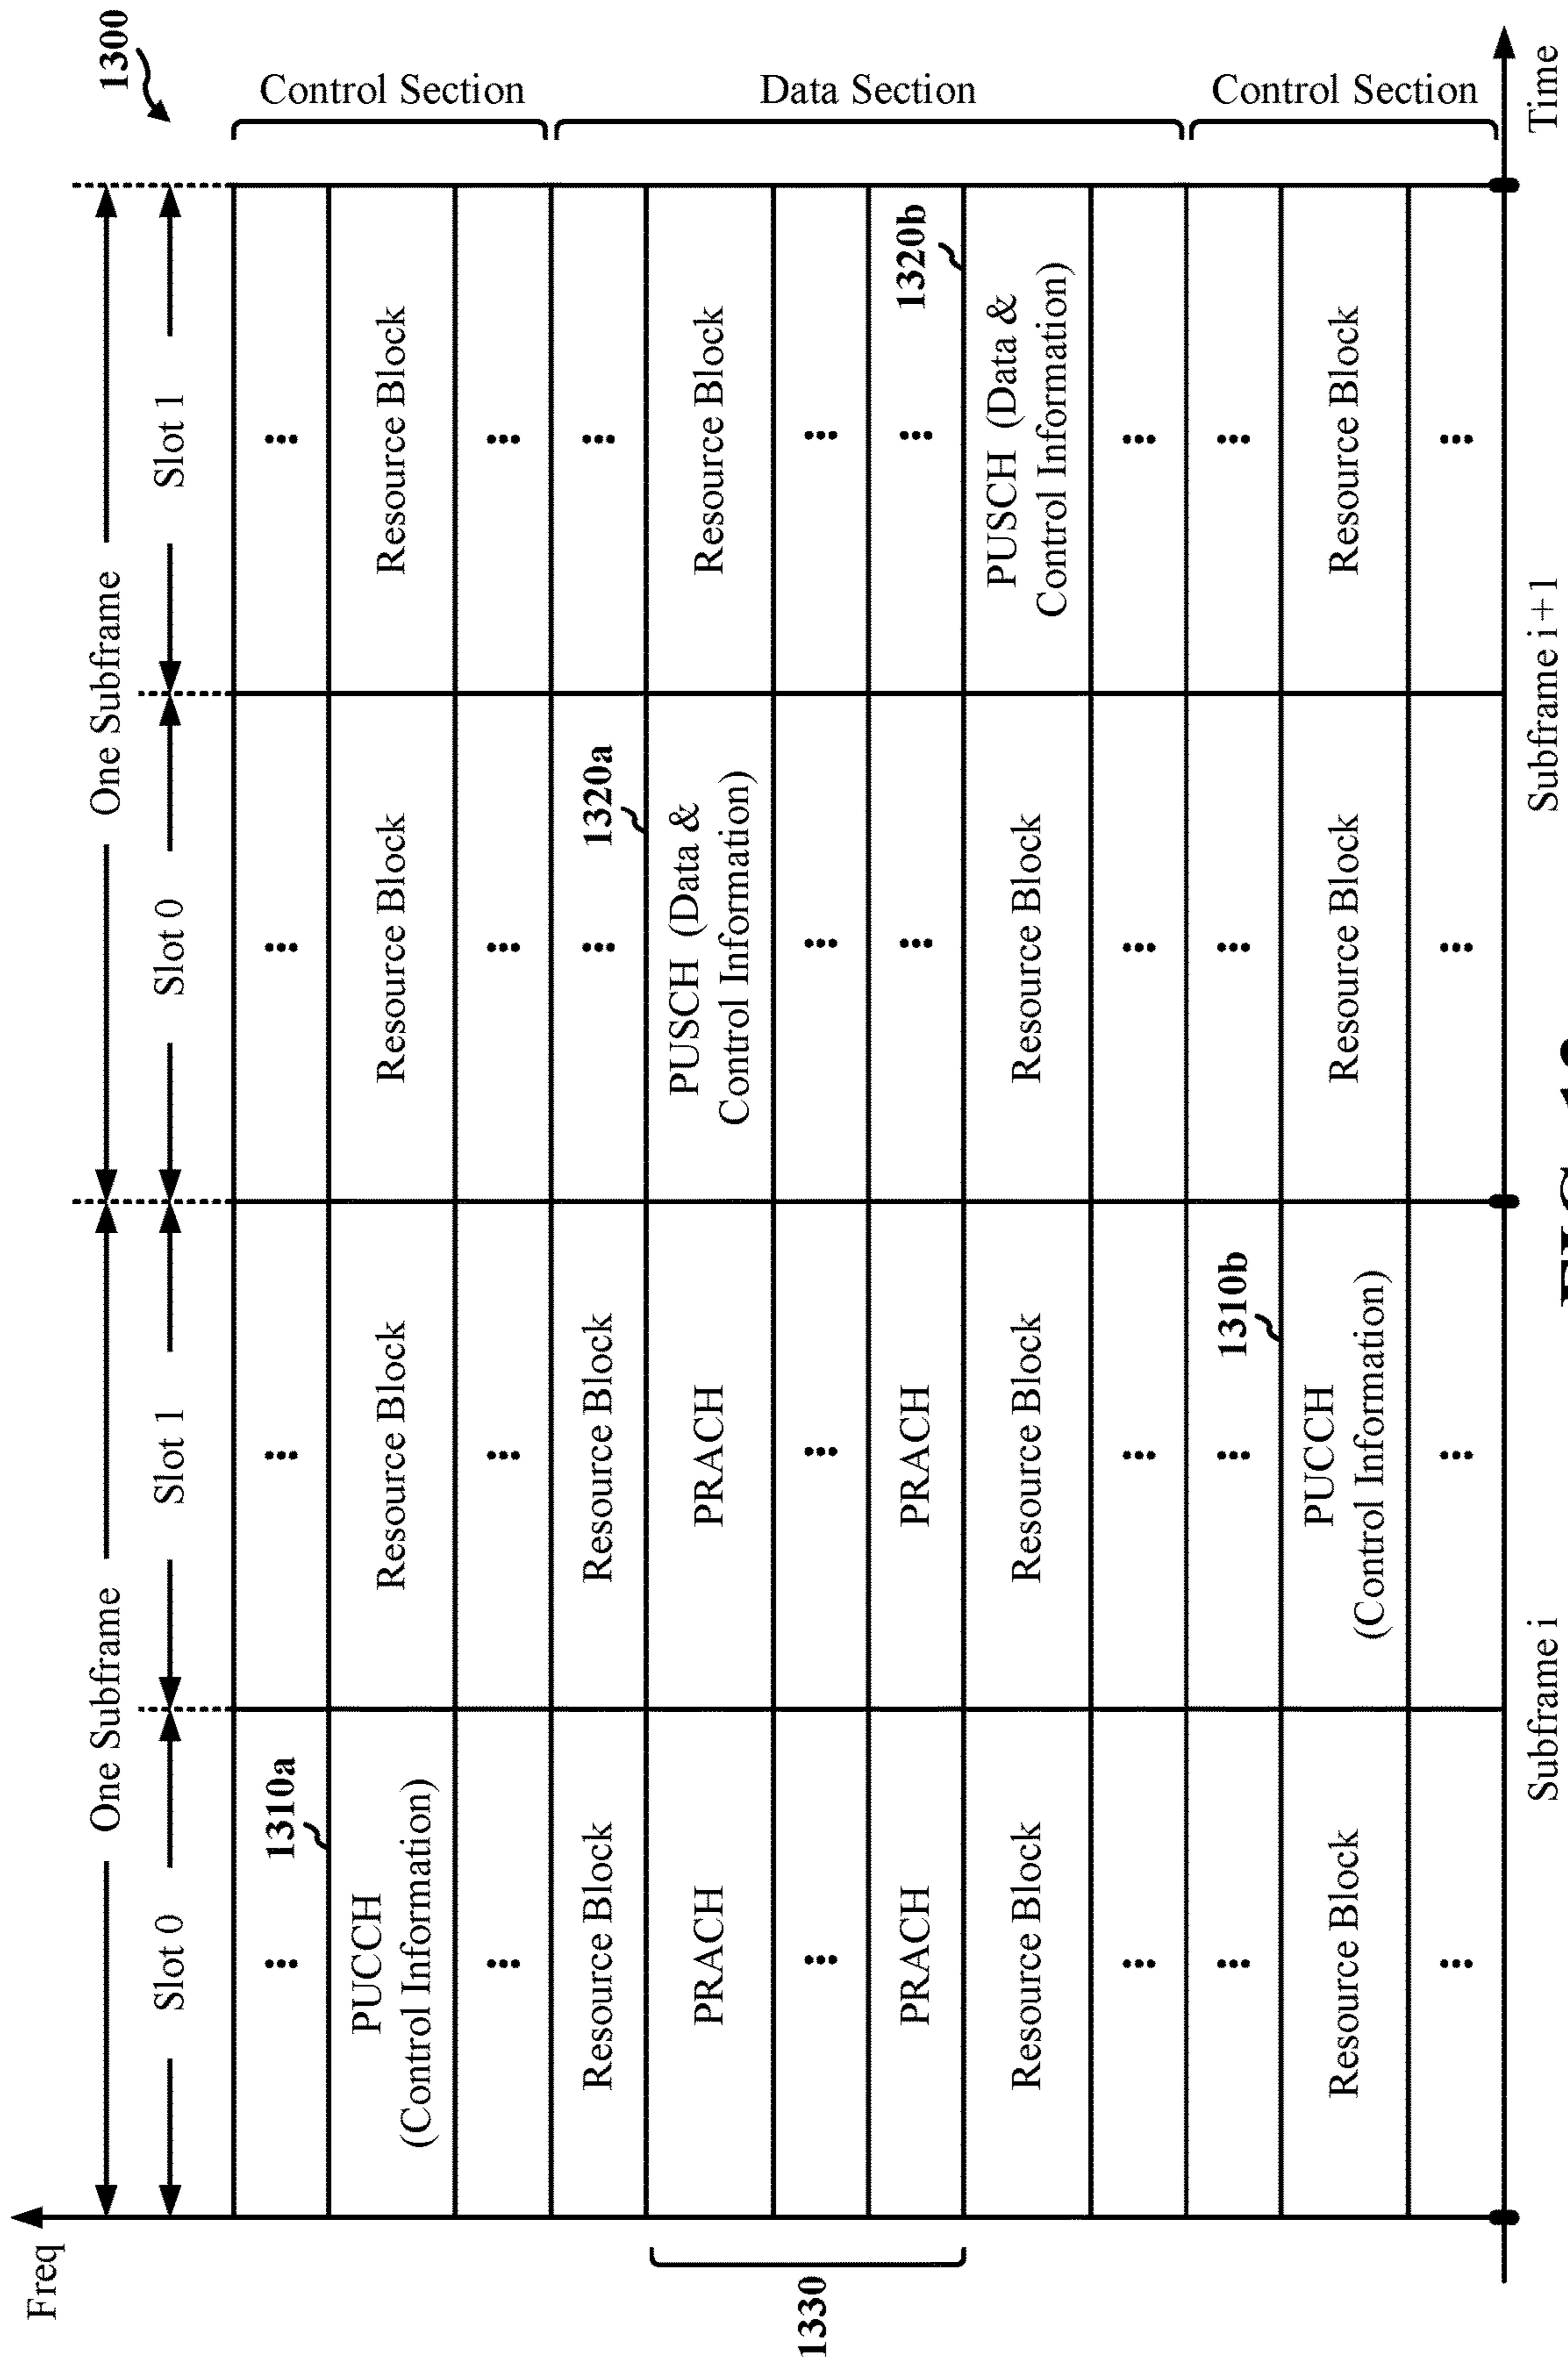 Freq
1300
One Subframe
One Subframe
Slot 0
Slot 1
Slot 0
Slot 1
1310a
PUCCH
(Control Information)
Resource Block
Resource Block
Resource Block
Control Section
Resource Block
Resource Block
1320a
PRACH
PRACH
PUSCH (Data &
Control Information)
Resource Block
1330
Data Section
PRACH
PRACH
1320b
Resource Block
Resource Block
Resource Block
PUSCH (Data &
Control Information)
1310b
Resource Block
PUCCH
(Control Information)
Resource Block
Resource Block
Control Section
Subframe i
Subframe i+1
Time